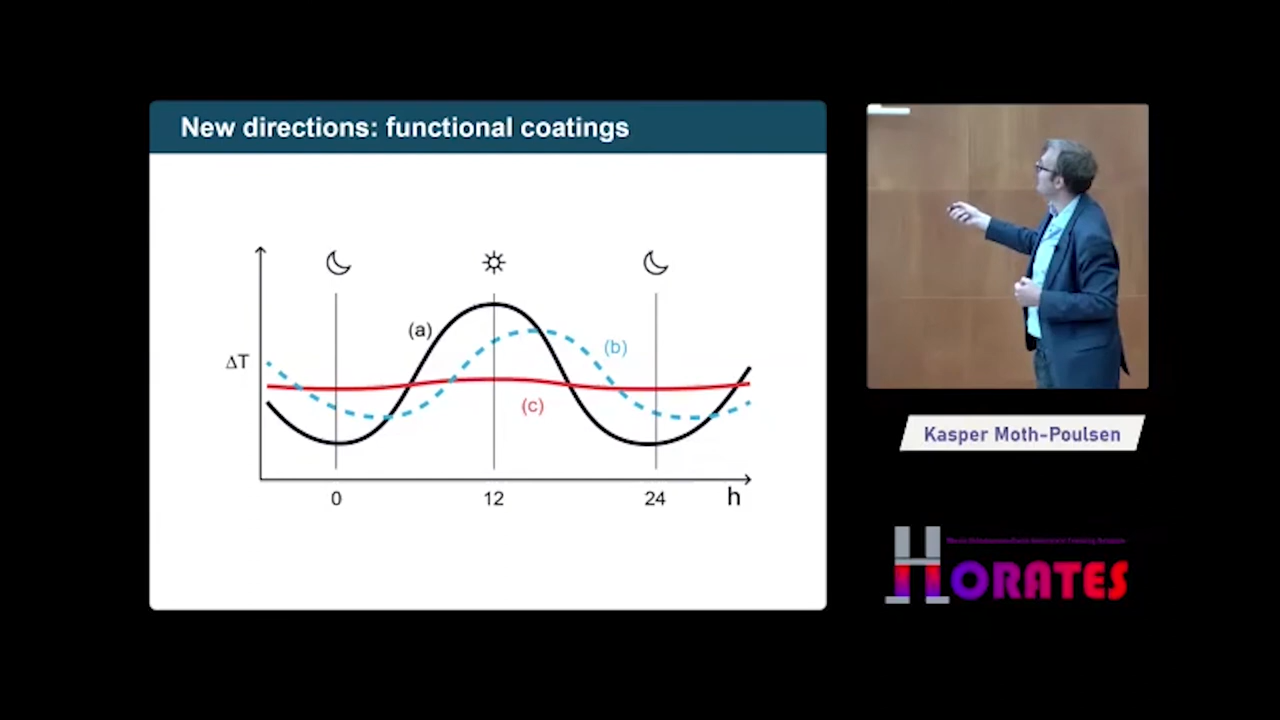 New directions: functional coatings
(a)
(b)
ΔT
(c)
0
12
24
h
Kasper Moth-Poulsen
HORATES